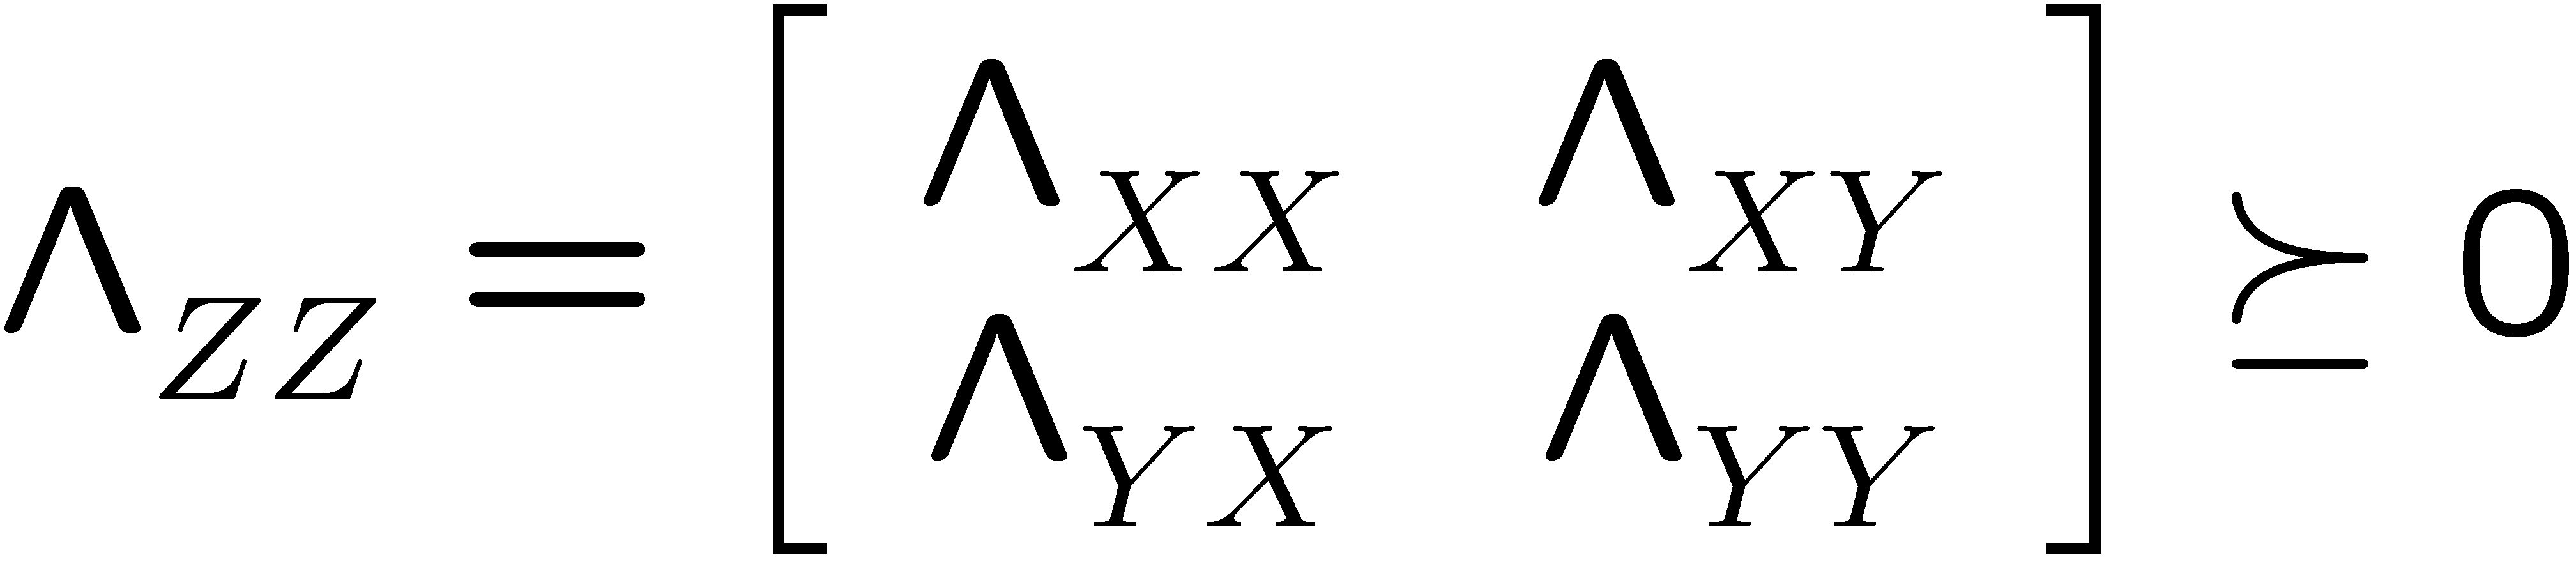 Λ_{ZZ} = [ Λ_{XX} Λ_{XY}
Λ_{YX} Λ_{YY} ] ⪰ 0